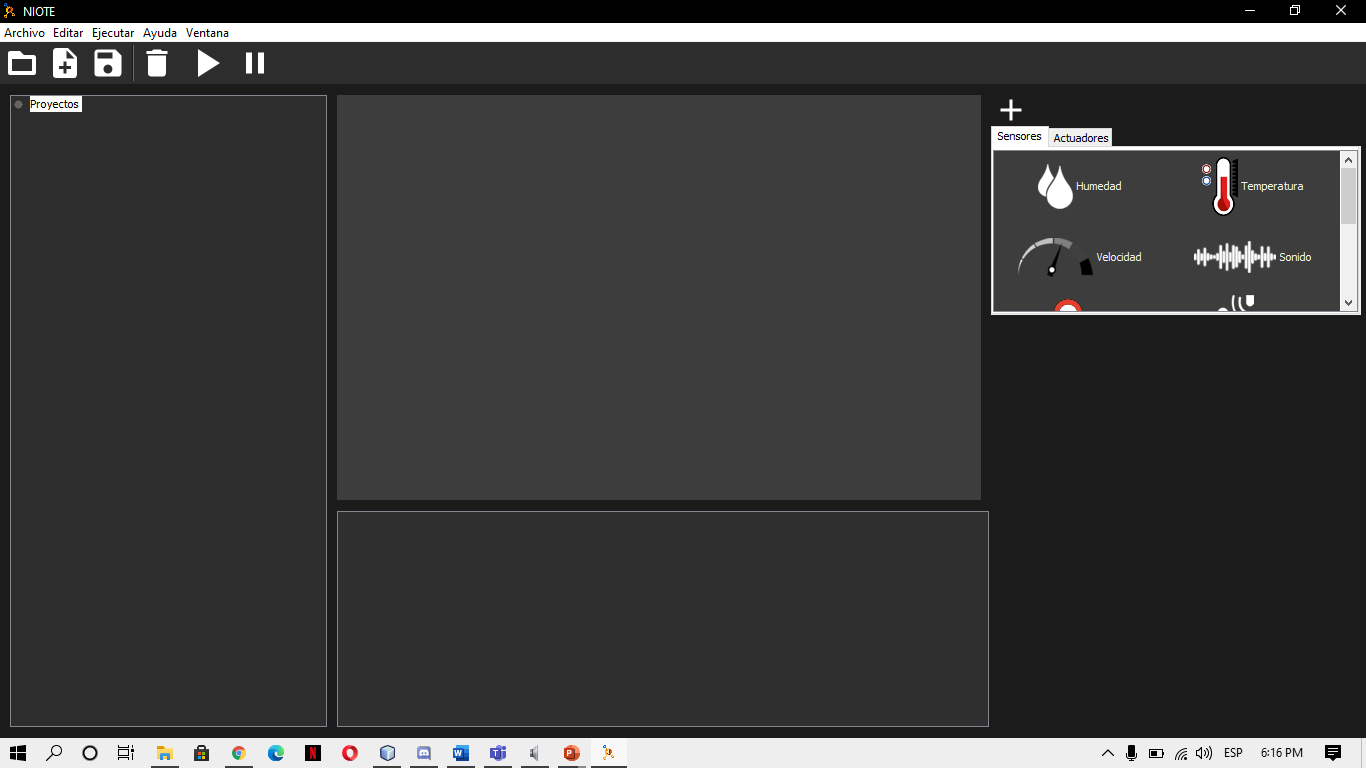 NIOTE
Archivo Editar Ejecutar Ayuda Ventana
Proyectos
Sensores Actuadores
Humedad Temperatura
Velocidad Sonido
ESP 6:16 PM